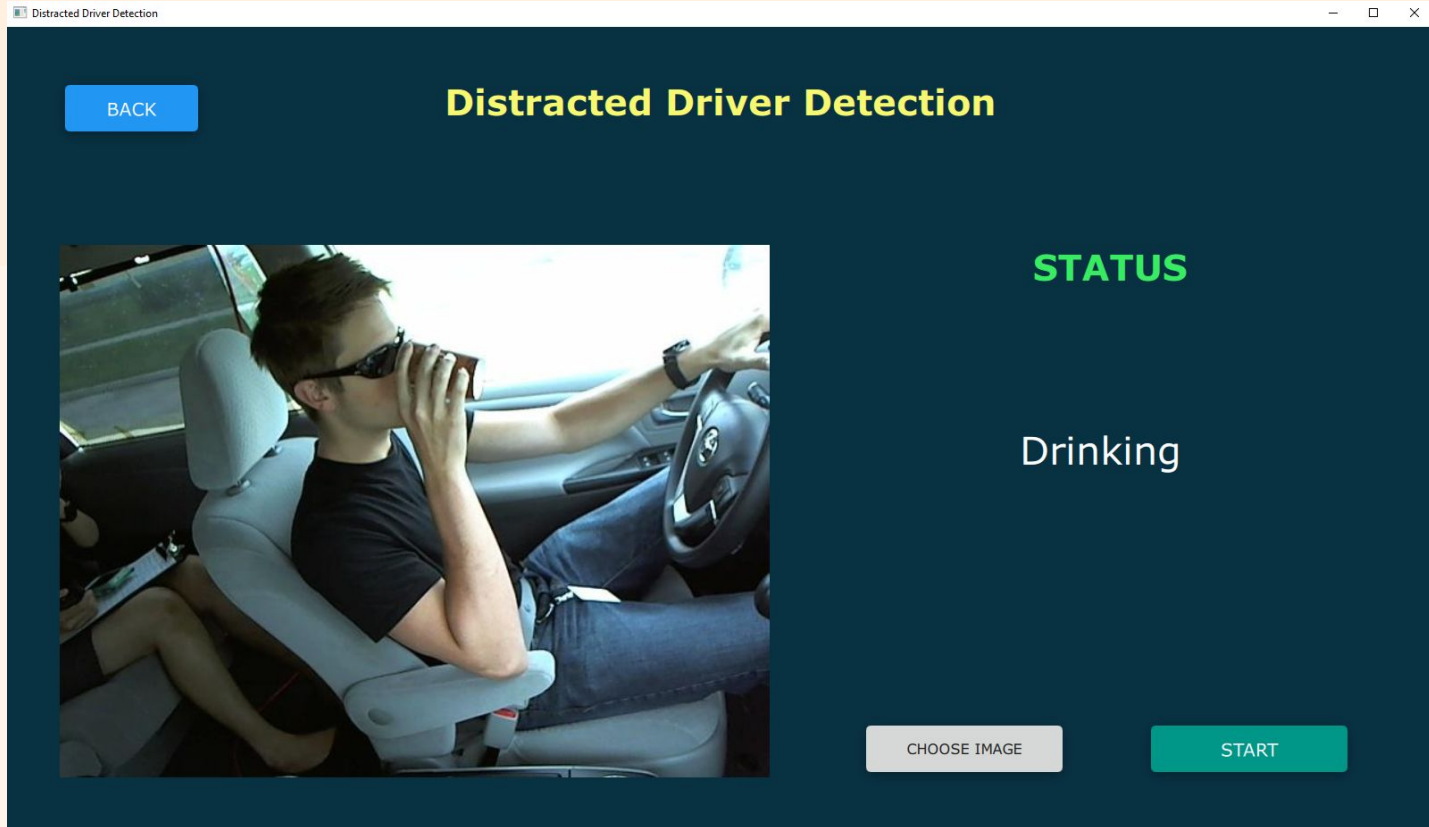 Distracted Driver Detection
BACK
Distracted Driver Detection
STATUS
Drinking
CHOOSE IMAGE
START